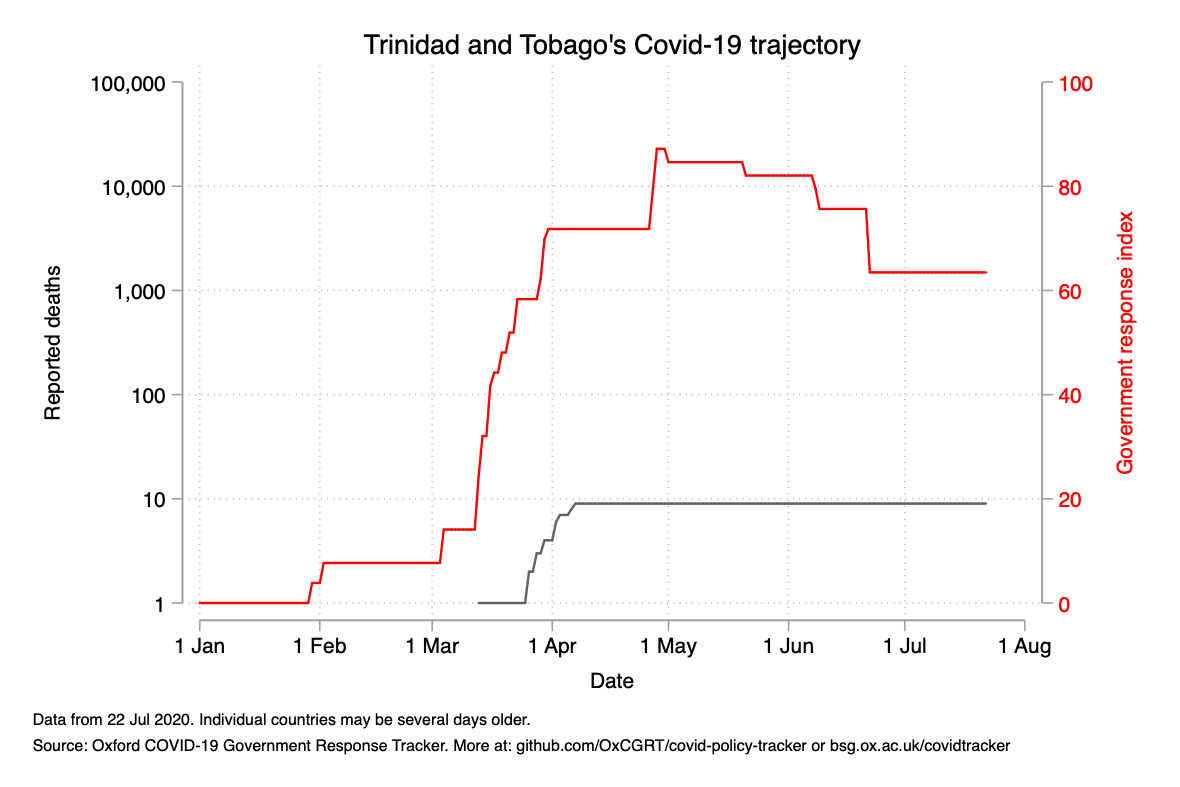 Trinidad and Tobago's Covid-19 trajectory
100,000
10,000
1,000
100
10
1
Reported deaths
100
80
60
40
20
0
Government response index
1 Jan
1 Feb
1 Mar
1 Apr
1 May
1 Jun
1 Jul
1 Aug
Date
Data from 22 Jul 2020. Individual countries may be several days older.
Source: Oxford COVID-19 Government Response Tracker. More at: github.com/OxCGRT/covid-policy-tracker or bsg.ox.ac.uk/covidtracker